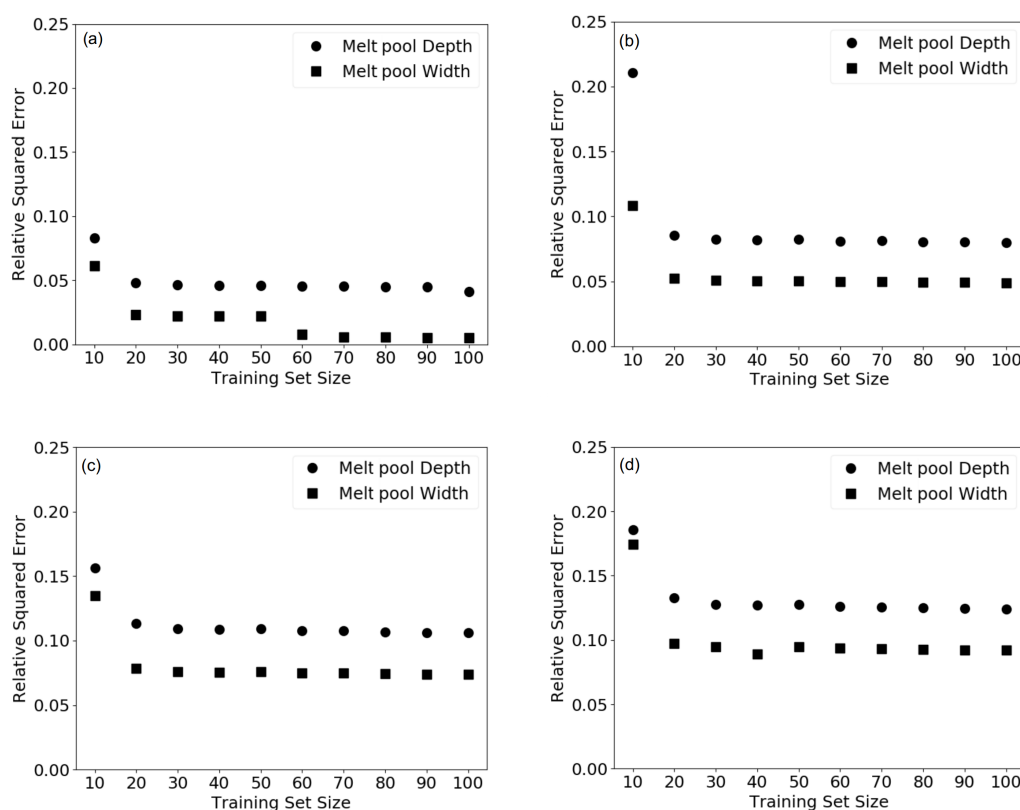 (a)
Melt pool Depth
Melt pool Width
Relative Squared Error
0.25
0.20
0.15
0.10
0.05
0.00
10 20 30 40 50 60 70 80 90 100
Training Set Size
(b)
Melt pool Depth
Melt pool Width
Relative Squared Error
0.25
0.20
0.15
0.10
0.05
0.00
10 20 30 40 50 60 70 80 90 100
Training Set Size
(c)
Melt pool Depth
Melt pool Width
Relative Squared Error
0.25
0.20
0.15
0.10
0.05
0.00
10 20 30 40 50 60 70 80 90 100
Training Set Size
(d)
Melt pool Depth
Melt pool Width
Relative Squared Error
0.25
0.20
0.15
0.10
0.05
0.00
10 20 30 40 50 60 70 80 90 100
Training Set Size